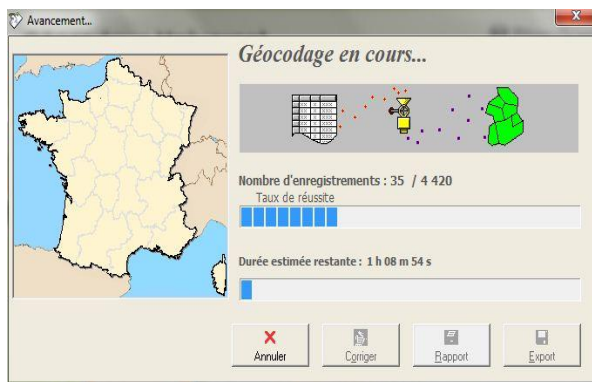 Avancement...
Géocodage en cours...
Nombre d'enregistrements : 35 / 4 420
Taux de réussite
Durée estimée restante : 1 h 08 m 54 s
Annuler
Corriger
Rapport
Export